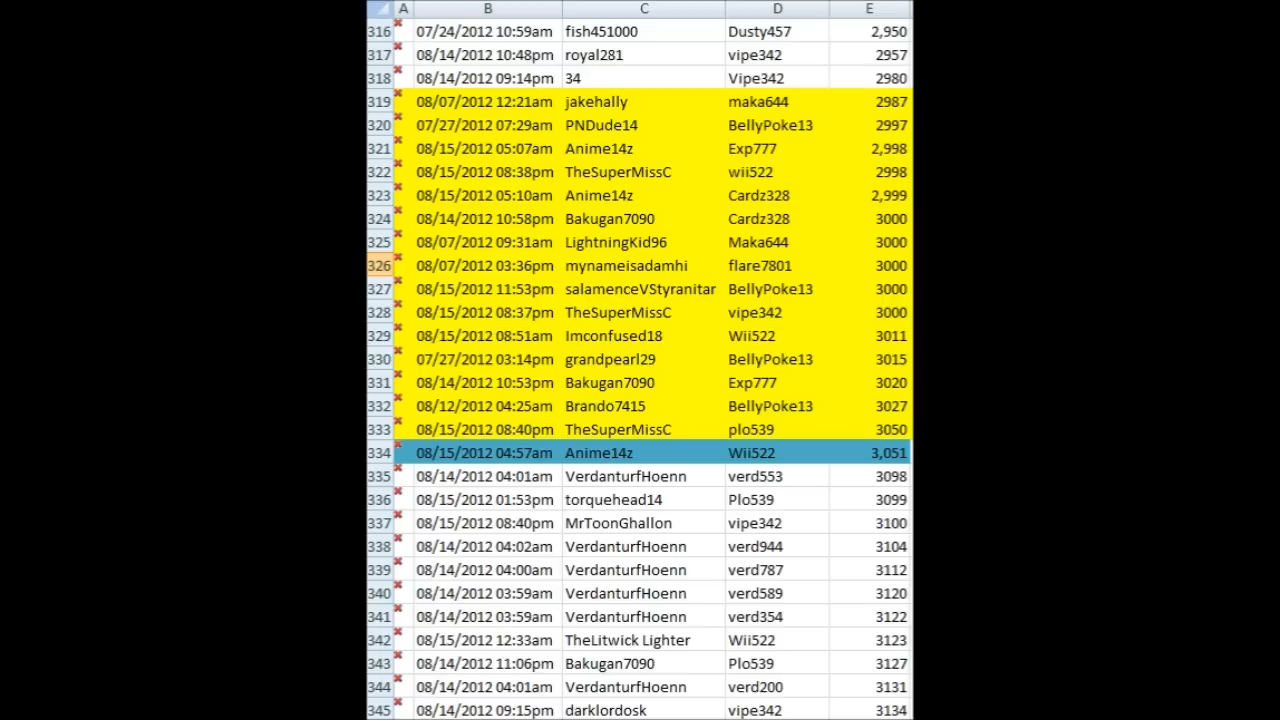 A B C D E
316 07/24/2012 10:59am fish451000 Dusty457 2,950
317 08/14/2012 10:48pm royal281 vipe342 2957
318 08/14/2012 09:14pm 34 Vipe342 2980
319 08/07/2012 12:21am jakehally maka644 2987
320 07/27/2012 07:29am PNDude14 BellyPoke13 2997
321 08/15/2012 05:07am Anime14z Exp777 2,998
322 08/15/2012 08:38pm TheSuperMissC wii522 2998
323 08/15/2012 05:10am Anime14z Cardz328 2,999
324 08/14/2012 10:58pm Bakugan7090 Cardz328 3000
325 08/07/2012 09:31am LightningKid96 Maka644 3000
326 08/07/2012 03:36pm mynameisadamhi flare7801 3000
327 08/15/2012 11:53pm salamenceVStyranitar BellyPoke13 3000
328 08/15/2012 08:37pm TheSuperMissC vipe342 3000
329 08/15/2012 08:51am Imconfused18 Wii522 3011
330 07/27/2012 03:14pm grandpearl29 BellyPoke13 3015
331 08/14/2012 10:53pm Bakugan7090 Exp777 3020
332 08/12/2012 04:25am Brando7415 BellyPoke13 3027
333 08/15/2012 08:40pm TheSuperMissC plo539 3050
334 08/15/2012 04:57am Anime14z Wii522 3,051
335 08/14/2012 04:01am VerdanturfHoenn verd553 3098
336 08/15/2012 01:53pm torquehead14 Plo539 3099
337 08/15/2012 08:40pm MrToonGhallon vipe342 3100
338 08/14/2012 04:02am VerdanturfHoenn verd944 3104
339 08/14/2012 04:00am VerdanturfHoenn verd787 3112
340 08/14/2012 03:59am VerdanturfHoenn verd589 3120
341 08/14/2012 03:59am VerdanturfHoenn verd354 3122
342 08/15/2012 12:33am TheLitwick Lighter Wii522 3123
343 08/14/2012 11:06pm Bakugan7090 Plo539 3127
344 08/14/2012 04:01am VerdanturfHoenn verd200 3131
345 08/14/2012 09:15pm darklordosk vipe342 3134